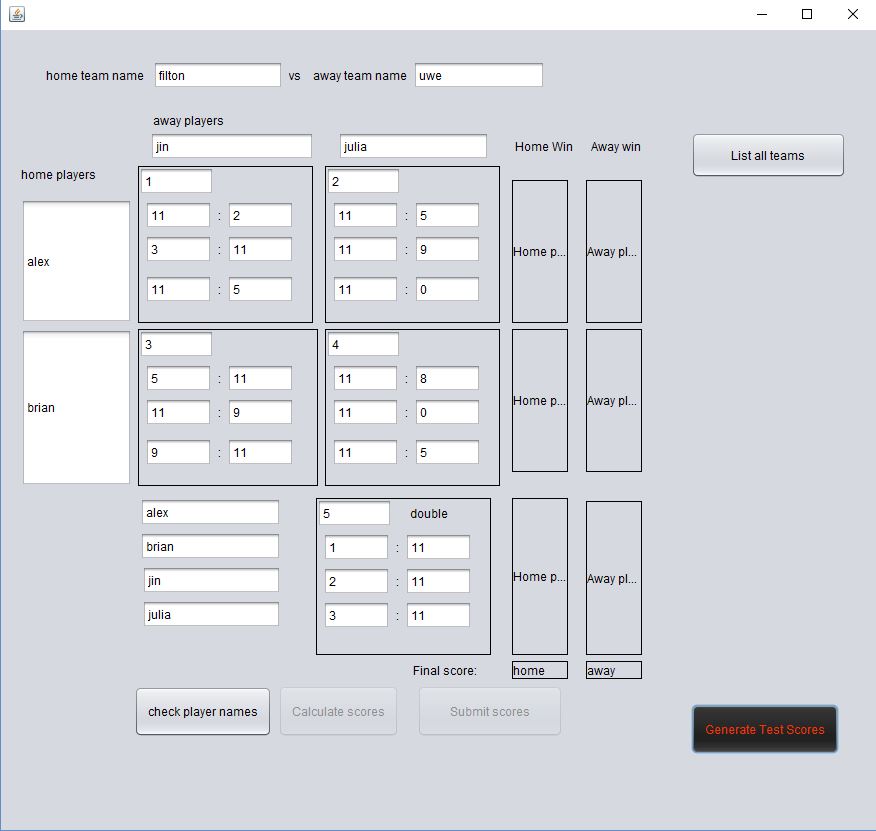 home team name filton vs away team name uwe
away players
jin julia Home Win Away win
List all teams
home players
1 2
11 : 2 11 : 5
3 : 11 11 : 9
alex Home p... Away pl...
11 : 5 11 : 0
3 4
5 : 11 11 : 8
brian 11 : 9 11 : 0 Home p... Away pl...
9 : 11 11 : 5
alex 5 double
brian 1 : 11
jin 2 : 11 Home p... Away pl...
julia 3 : 11
Final score: home away
check player names Calculate scores Submit scores
Generate Test Scores